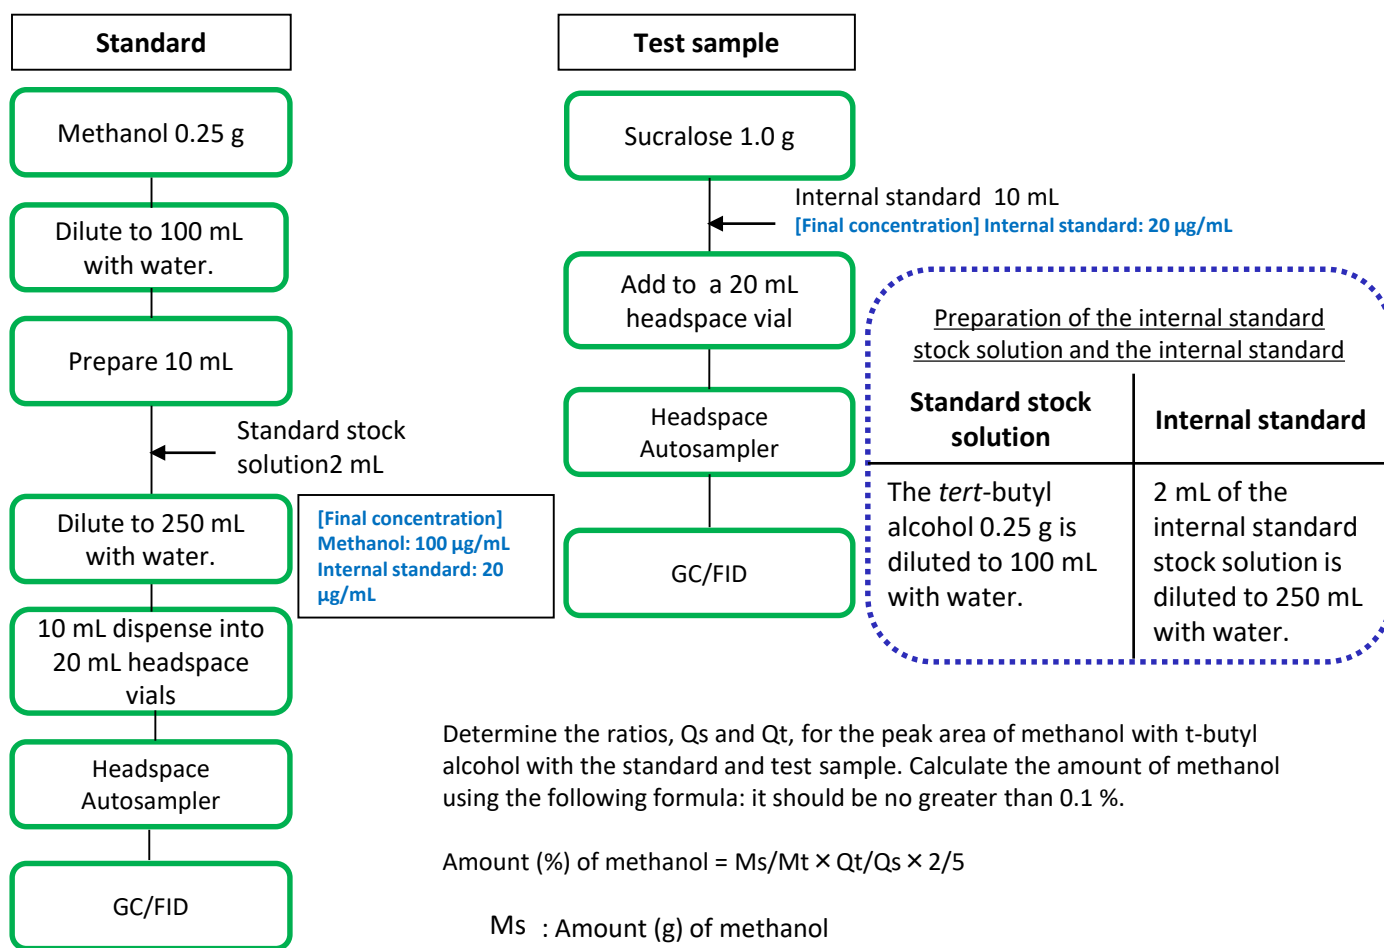 Standard
Methanol 0.25 g
Dilute to 100 mL
with water.
Prepare 10 mL
Standard stock
solution2 mL
Dilute to 250 mL
with water.
[Final concentration]
Methanol: 100 µg/mL
Internal standard: 20
µg/mL
10 mL dispense into
20 mL headspace
vials
Headspace
Autosampler
GC/FID
Test sample
Sucralose 1.0 g
Internal standard 10 mL
[Final concentration] Internal standard: 20 µg/mL
Add to a 20 mL
headspace vial
Headspace
Autosampler
GC/FID
Preparation of the internal standard
stock solution and the internal standard
Standard stock
solution
Internal standard
The tert-butyl
alcohol 0.25 g is
diluted to 100 mL
with water.
2 mL of the
internal standard
stock solution is
diluted to 250 mL
with water.
Determine the ratios, Qs and Qt, for the peak area of methanol with t-butyl
alcohol with the standard and test sample. Calculate the amount of methanol
using the following formula: it should be no greater than 0.1 %.
Amount (%) of methanol = Ms/Mt × Qt/Qs × 2/5
Ms : Amount (g) of methanol